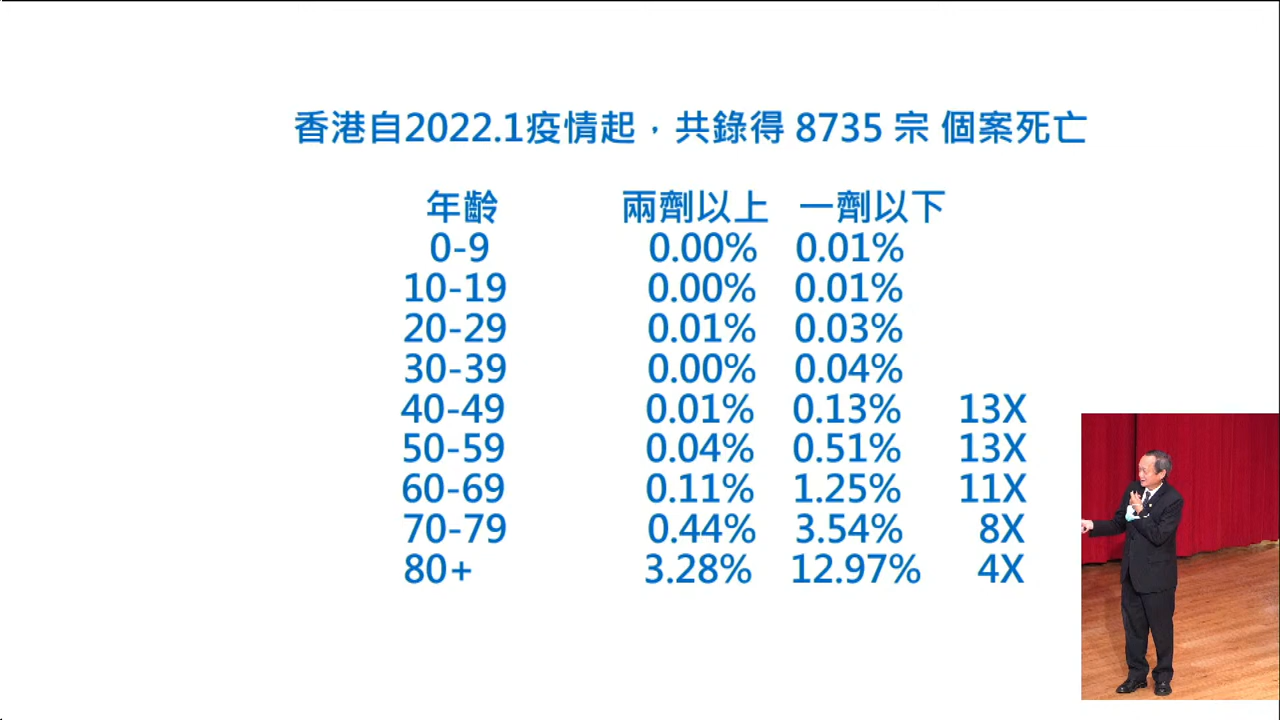 香港自2022.1疫情起，共錄得 8735 宗 個案死亡
年齡 兩劑以上 一劑以下
0-9 0.00% 0.01%
10-19 0.00% 0.01%
20-29 0.01% 0.03%
30-39 0.00% 0.04%
40-49 0.01% 0.13% 13X
50-59 0.04% 0.51% 13X
60-69 0.11% 1.25% 11X
70-79 0.44% 3.54% 8X
80+ 3.28% 12.97% 4X